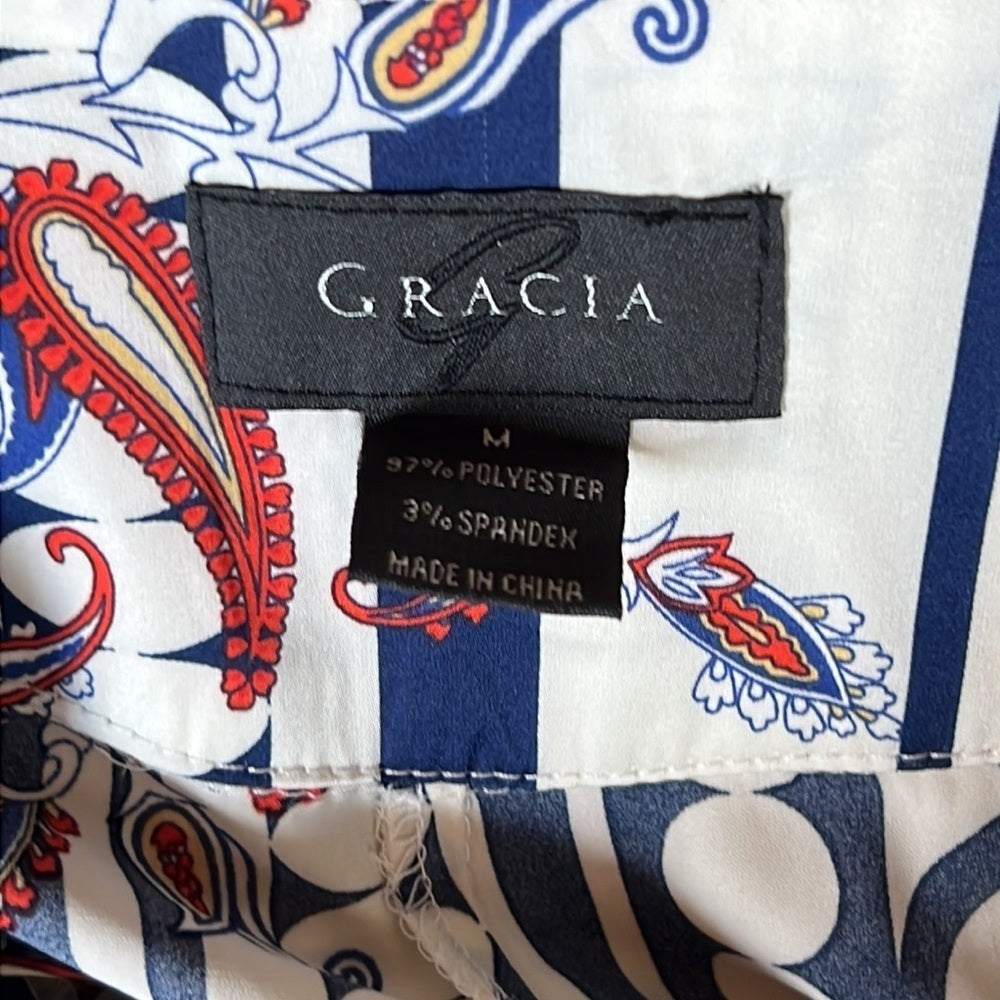 GRACIA
M
97% POLYESTER
3% SPANDEX
MADE IN CHINA